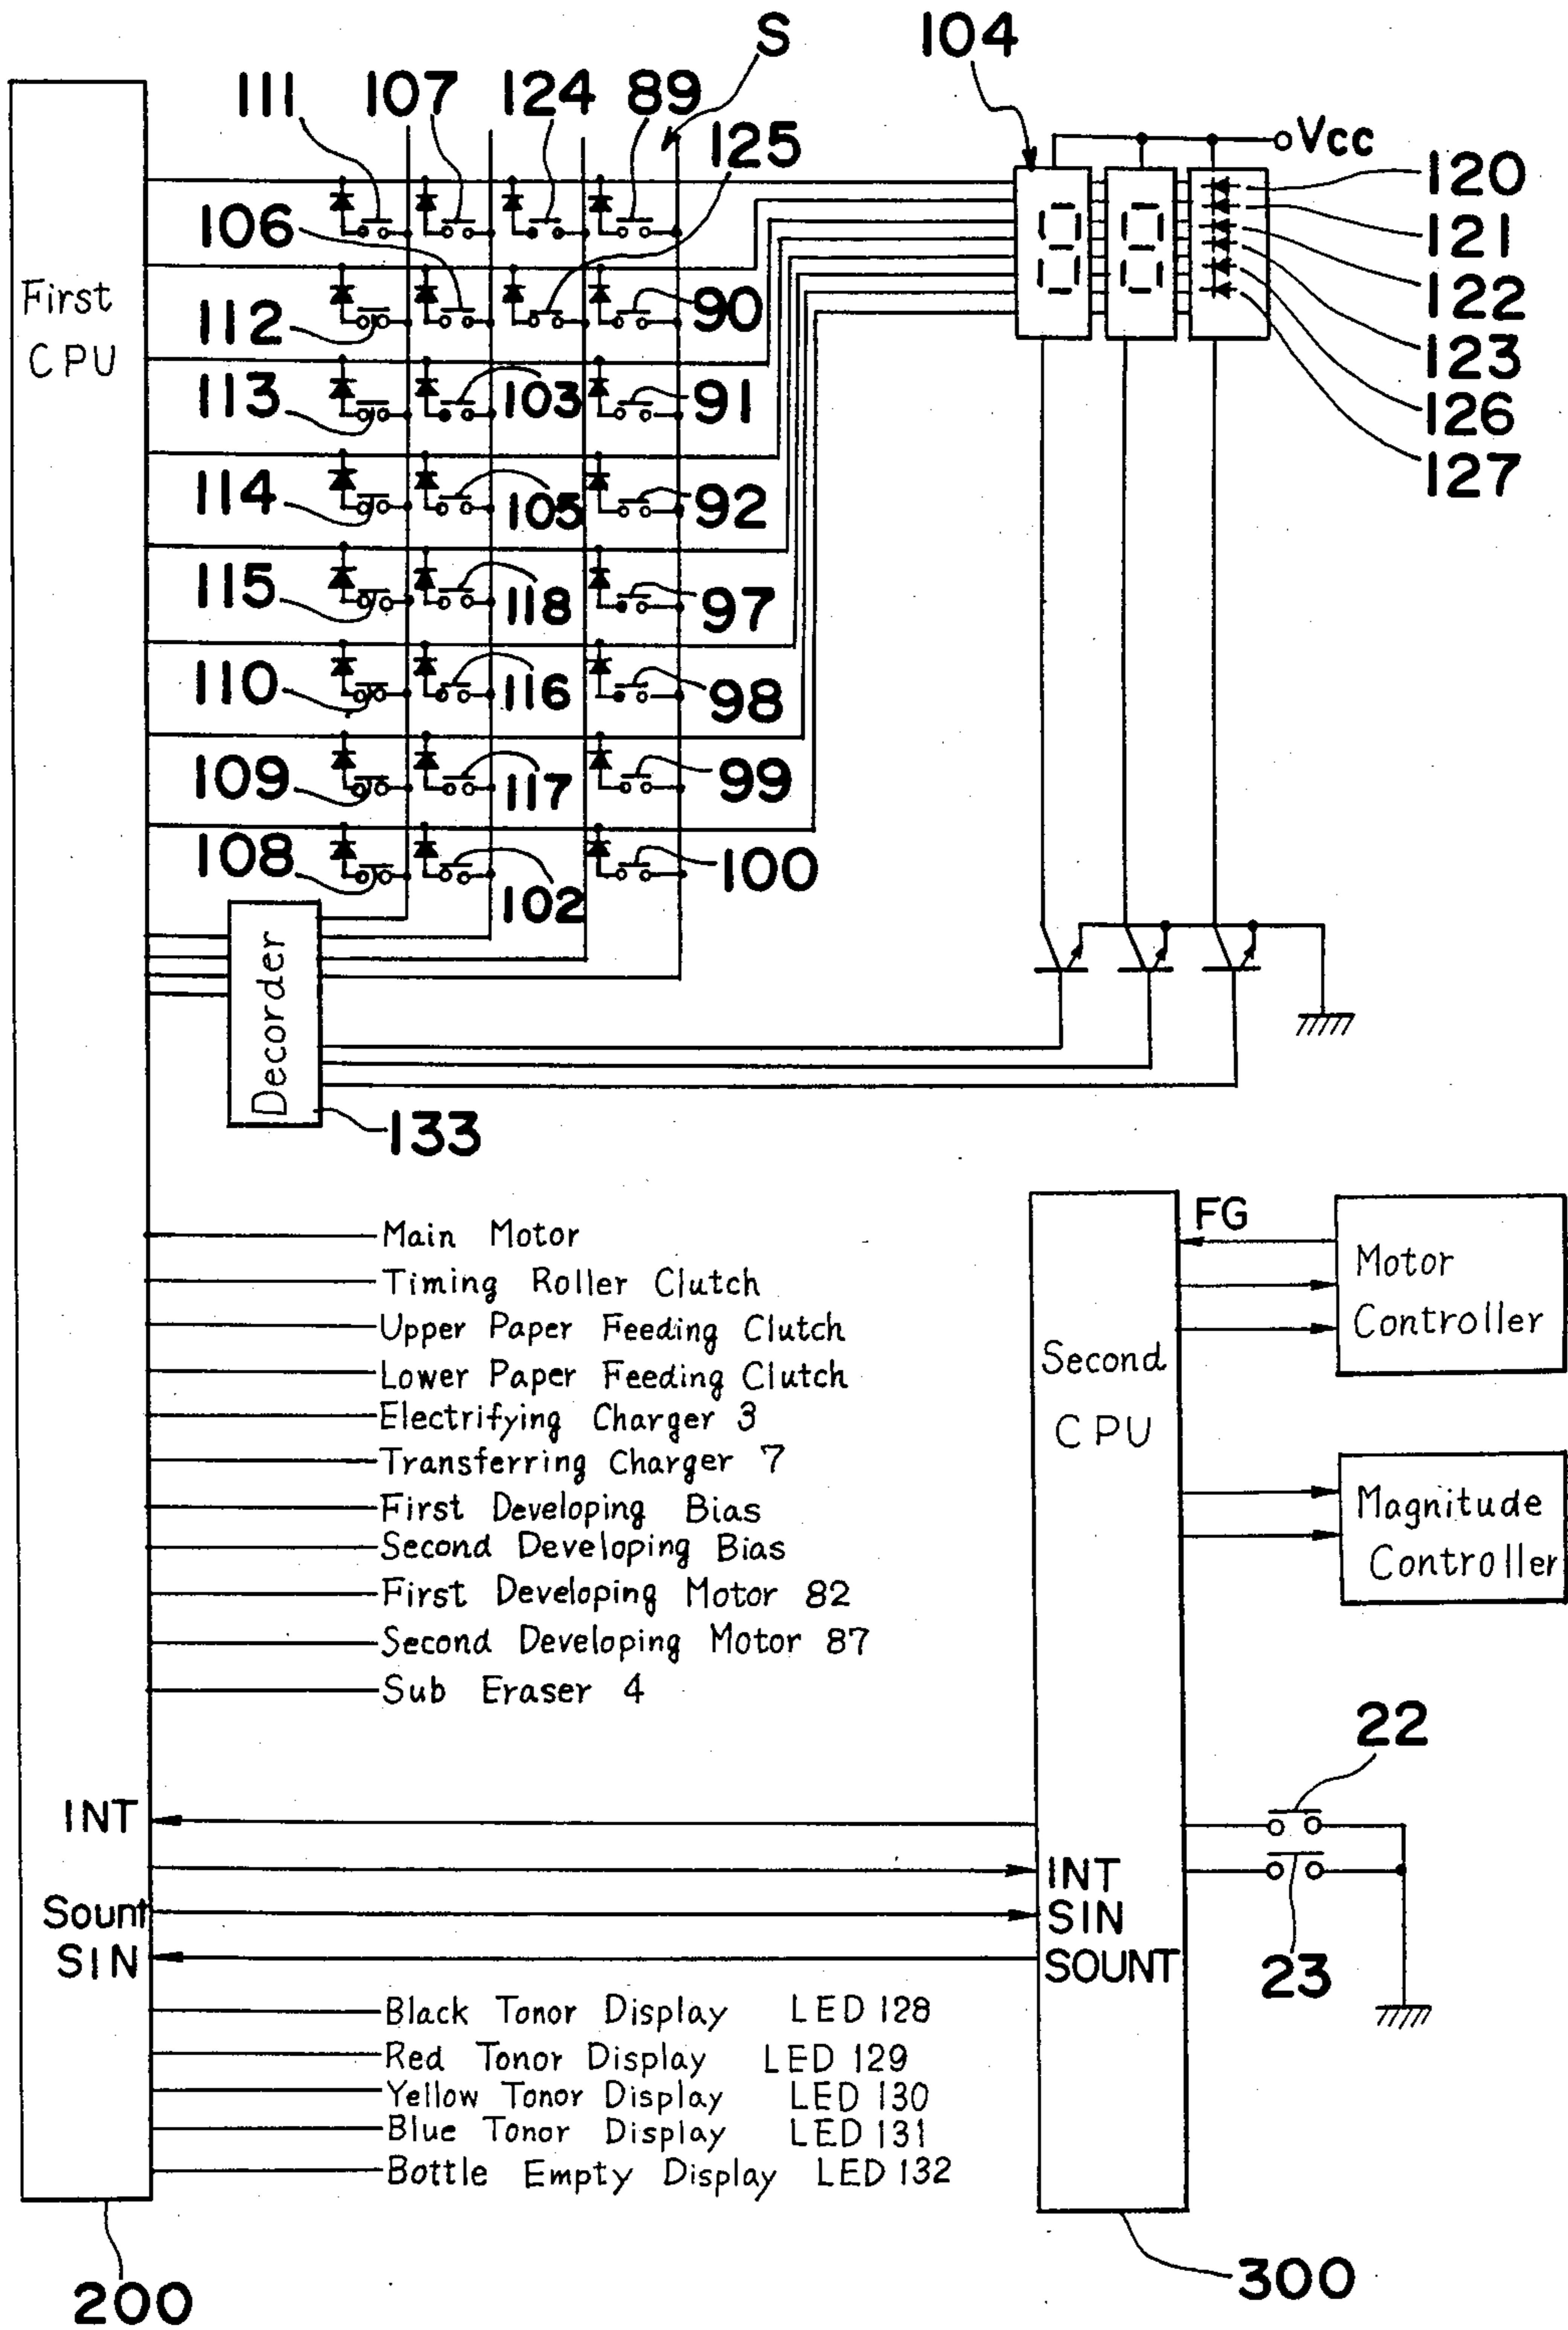 S
104
111 107 124 89
125
Vcc
120
106
121
First
CPU
112
90
122
113
103
91
123
126
114
105
92
127
115
118
97
110
116
98
109
117
99
108
102
100
Decorder
133
Main Motor
Timing Roller Clutch
Upper Paper Feeding Clutch
Lower Paper Feeding Clutch
Electrifying Charger 3
Transferring Charger 7
First Developing Bias
Second Developing Bias
First Developing Motor 82
Second Developing Motor 87
Sub Eraser 4
FG
Motor
Controller
Second
CPU
Magnitude
Controller
22
INT
INT
Sount
SIN
SIN
SOUNT
23
Black Tonor Display LED 128
Red Tonor Display LED 129
Yellow Tonor Display LED 130
Blue Tonor Display LED 131
Bottle Empty Display LED 132
200
300